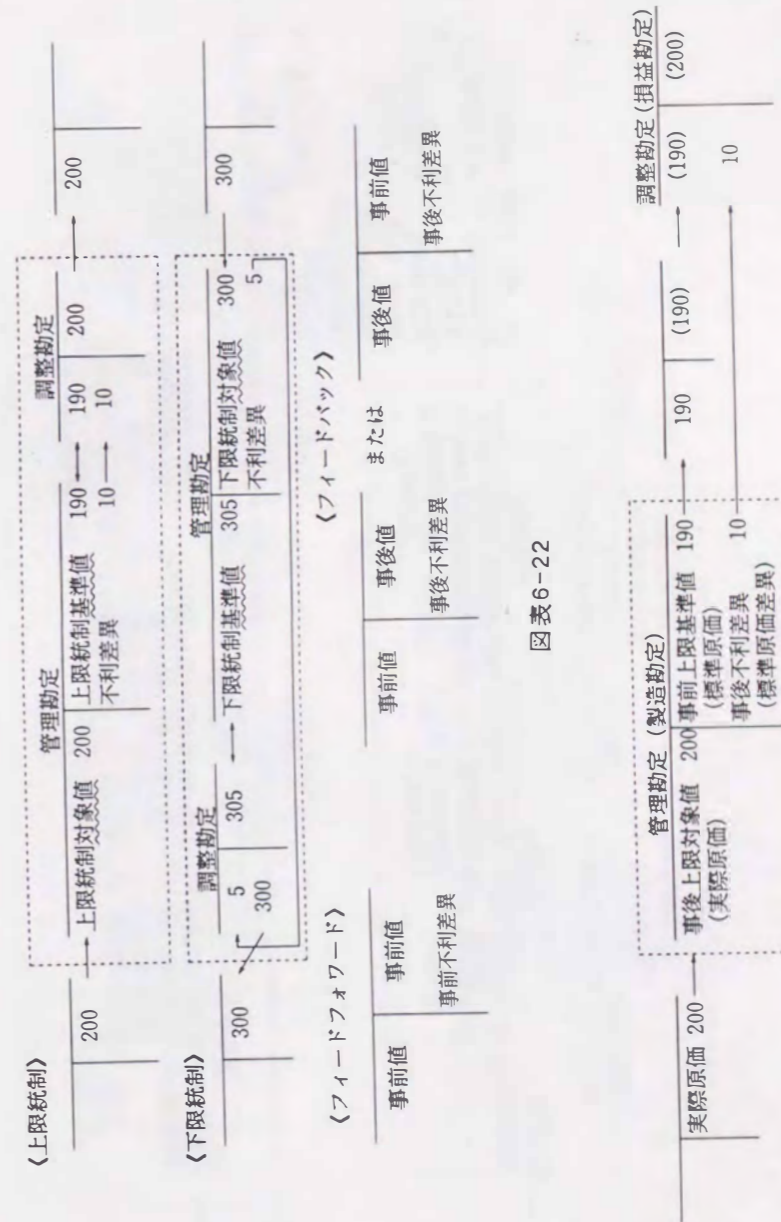 〈上限統制〉
管理勘定
調整勘定
200
上限統制対象値 200
上限統制基準値 190
不利差異 10
190 200
10
200
〈下限統制〉
調整勘定
管理勘定
300
5 305
300
下限統制基準値 305
下限統制対象値 300
不利差異 5
300
〈フィードフォワード〉
〈フィードバック〉
事前値 事前値
事前不利差異
事前値 事後値
事後不利差異
または
事後値 事前値
事後不利差異
図表6-22
管理勘定(製造勘定)
調整勘定(損益勘定)
実際原価 200
事後上限対象値 200
(実際原価)
事前上限基準値 190
(標準原価)
事後不利差異 10
(標準原価差異)
190 (190)
(190) (200)
10